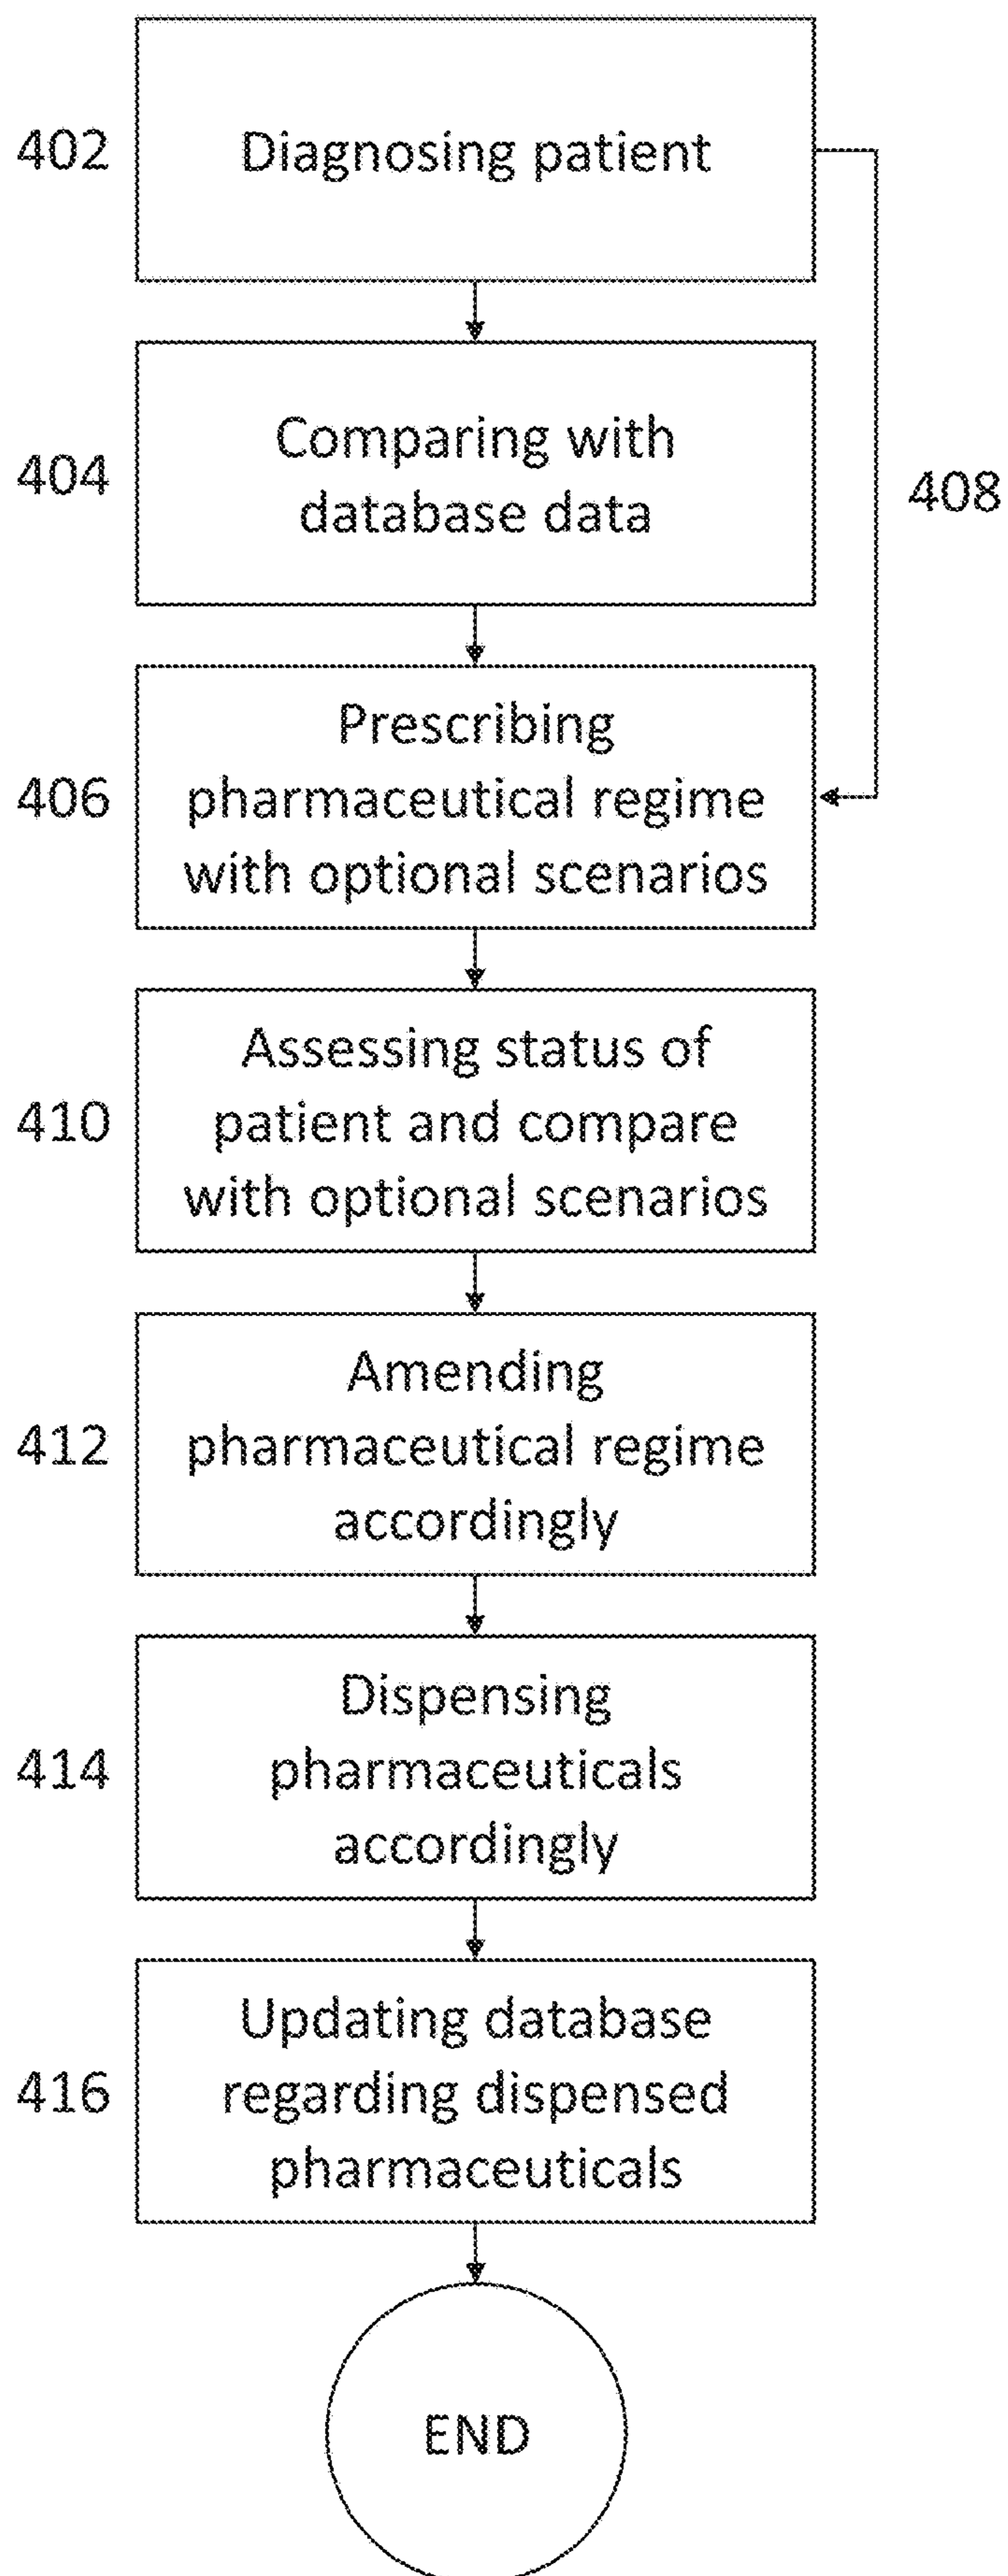 402
Diagnosing patient
404
Comparing with
database data
408
406
Prescribing
pharmaceutical regime
with optional scenarios
410
Assessing status of
patient and compare
with optional scenarios
412
Amending
pharmaceutical regime
accordingly
414
Dispensing
pharmaceuticals
accordingly
416
Updating database
regarding dispensed
pharmaceuticals
END